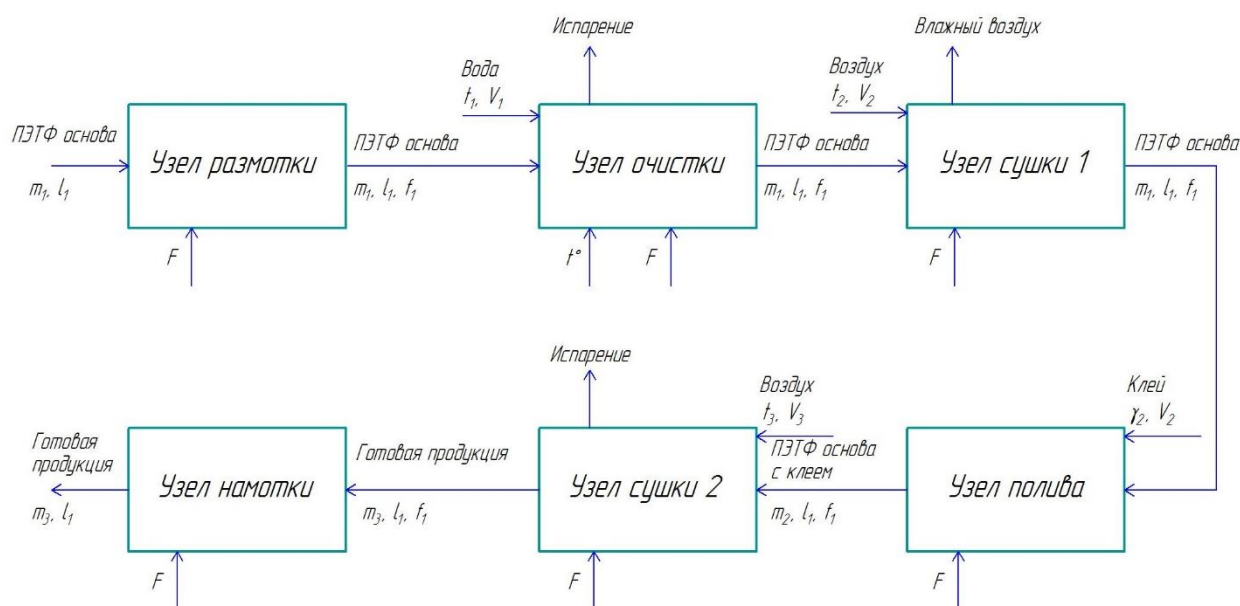 Испарение
Влажный воздух
Вода
t₁, V₁
Воздух
t₂, V₂
ПЭТФ основа
Узел размотки
ПЭТФ основа
Узел очистки
ПЭТФ основа
Узел сушки 1
ПЭТФ основа
m₁, l₁
m₁, l₁, f₁
m₁, l₁, f₁
m₁, l₁, f₁
F
t°
F
F
Испарение
Воздух
t₃, V₃
Клей
γ₂, V₂
Готовая
продукция
Узел намотки
Готовая продукция
Узел сушки 2
ПЭТФ основа
с клеем
Узел полива
m₃, l₁
m₃, l₁, f₁
m₂, l₁, f₁
F
F
F